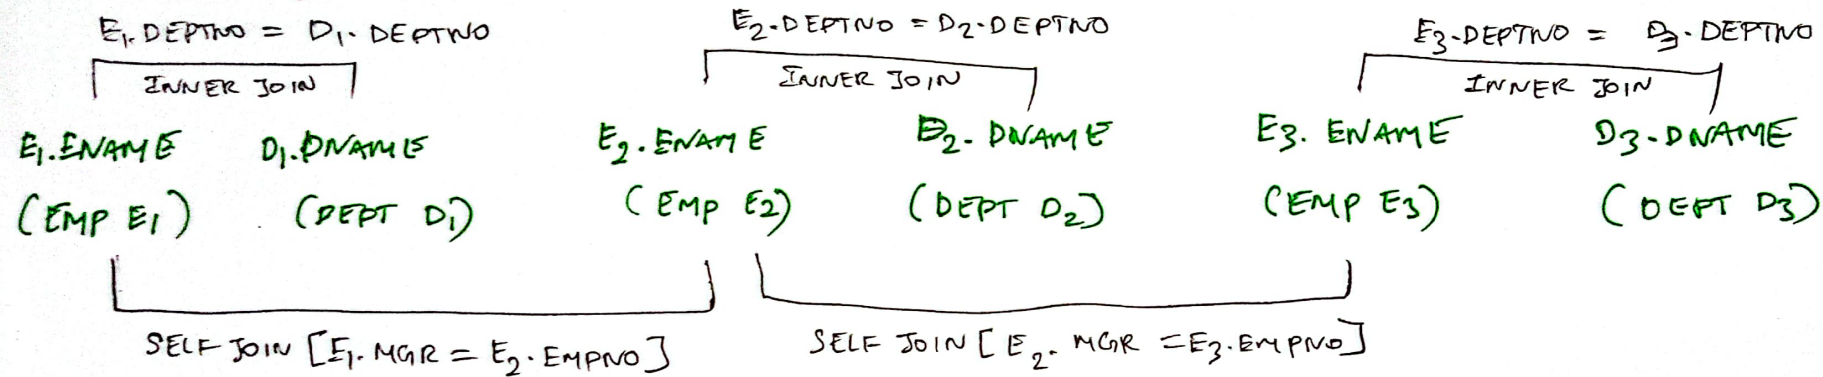 E1.DEPTNO = D1.DEPTNO E2.DEPTNO = D2.DEPTNO E3.DEPTNO = D3.DEPTNO
INNER JOIN INNER JOIN INNER JOIN
E1.ENAME D1.DNAME E2.ENAME D2.DNAME E3.ENAME D3.DNAME
(EMP E1) (DEPT D1) (EMP E2) (DEPT D2) (EMP E3) (DEPT D3)
SELF JOIN [E1.MGR = E2.EMPNO] SELF JOIN [E2.MGR = E3.EMPNO]